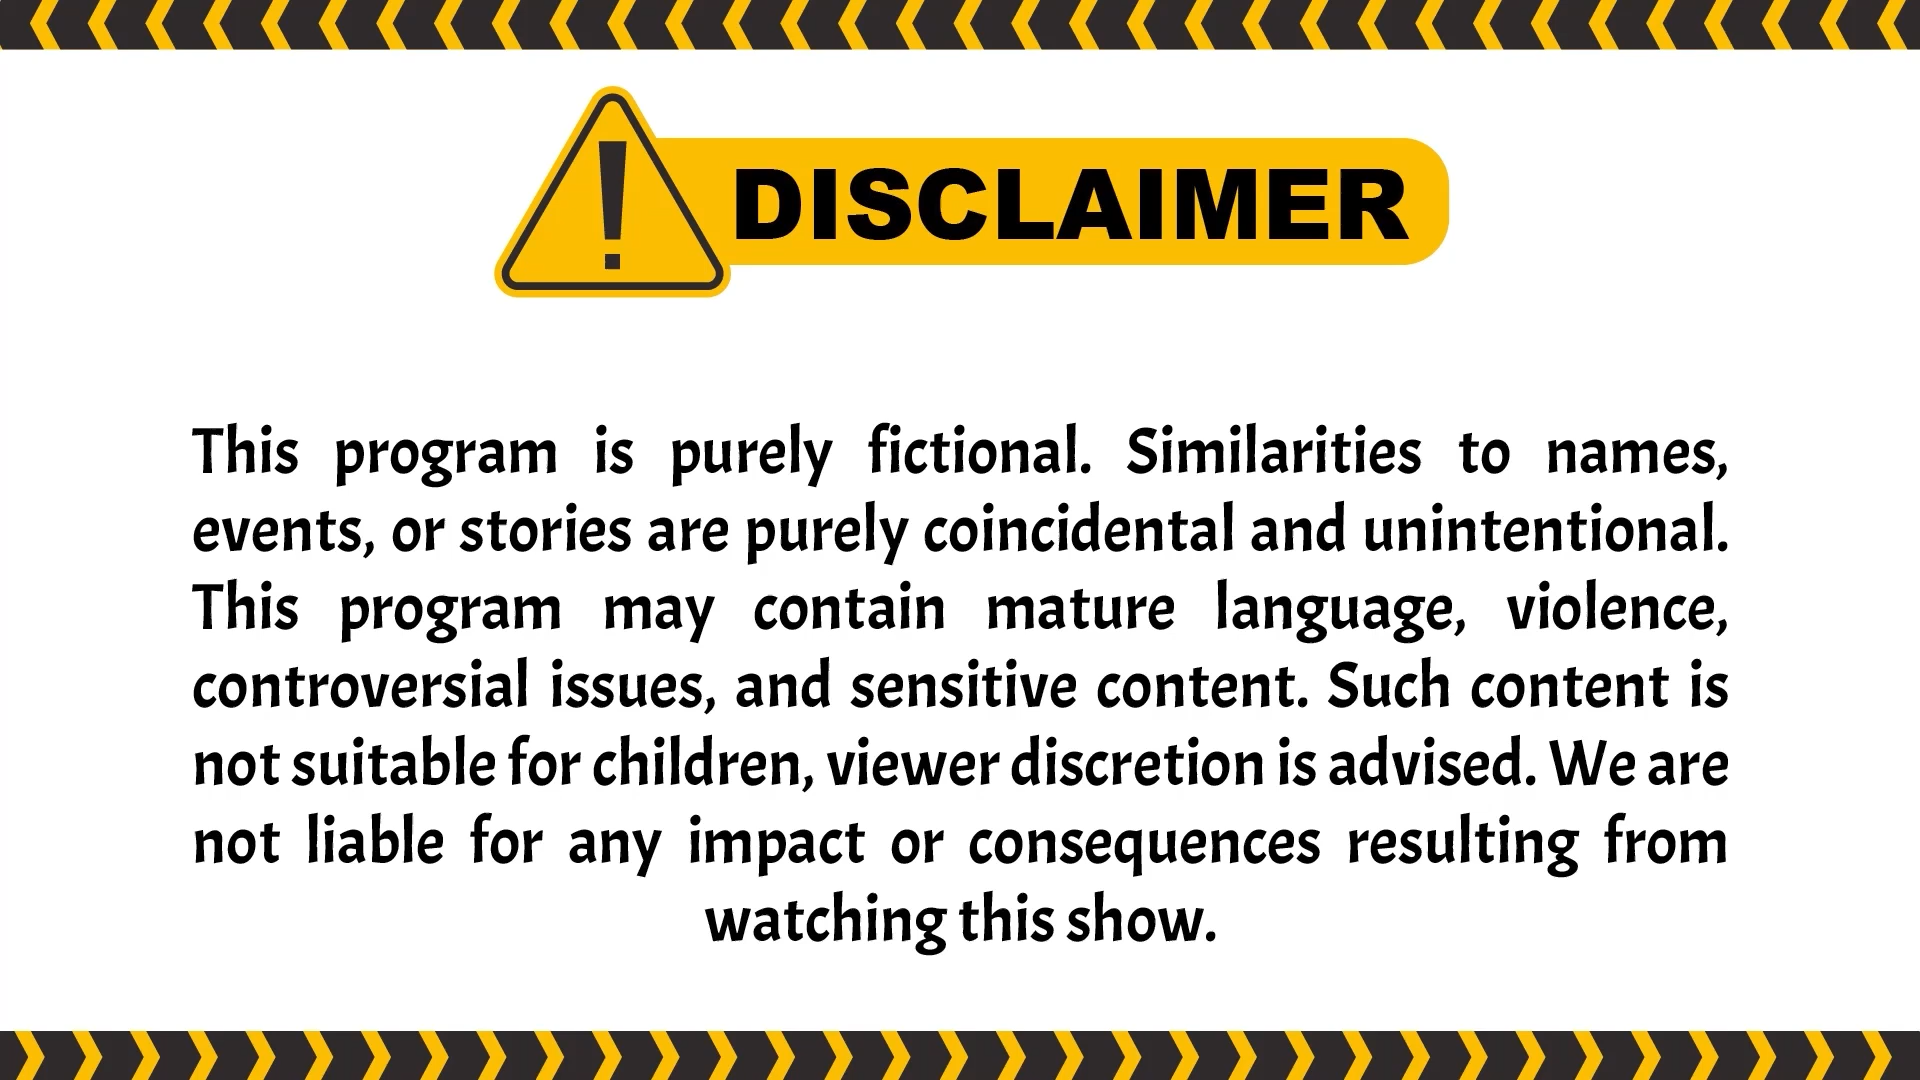 DISCLAIMER
This program is purely fictional. Similarities to names,
events, or stories are purely coincidental and unintentional.
This program may contain mature language, violence,
controversial issues, and sensitive content. Such content is
not suitable for children, viewer discretion is advised. We are
not liable for any impact or consequences resulting from
watching this show.